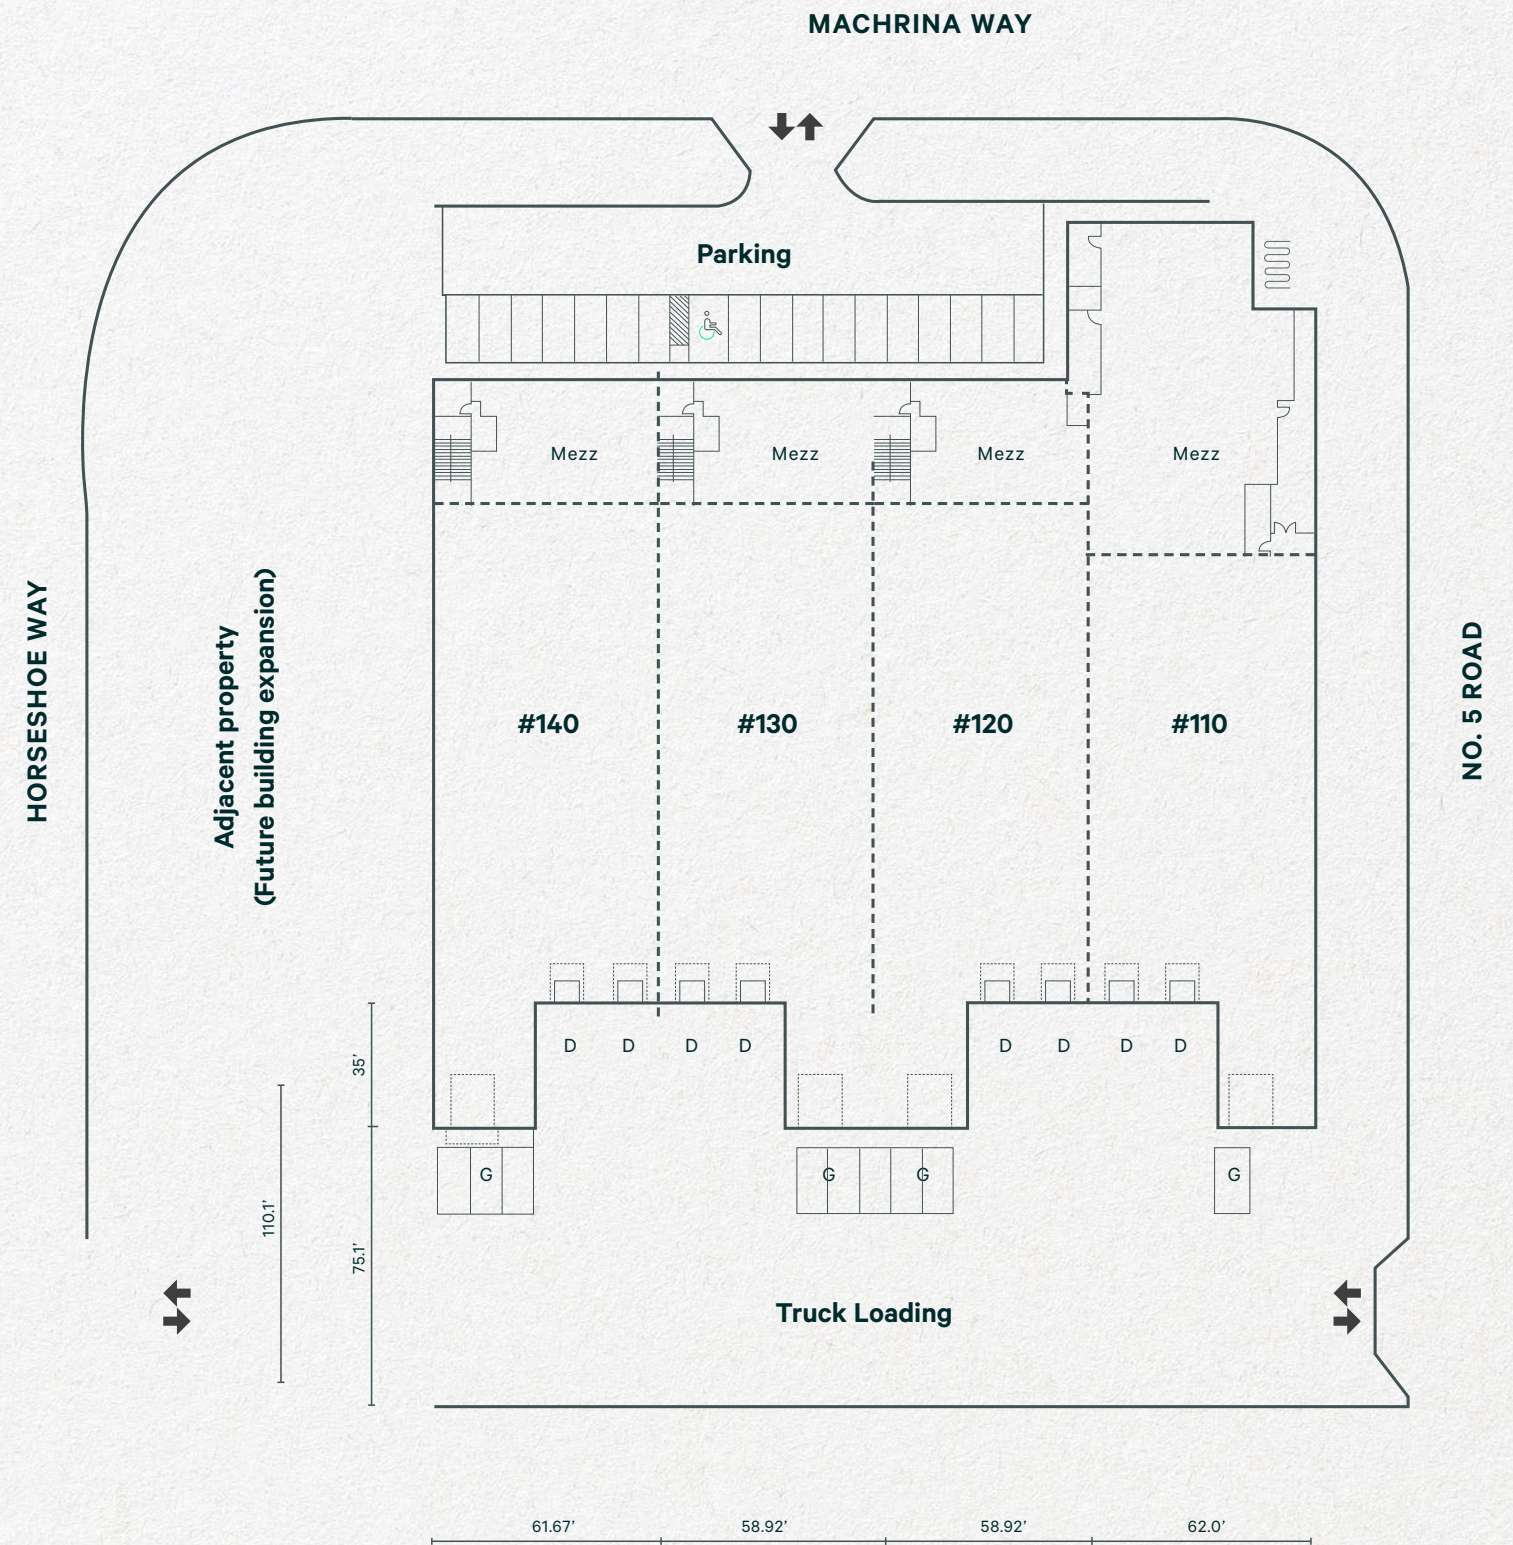 MACHRINA WAY
Parking
Mezz
Mezz
Mezz
Mezz
HORSESHOE WAY
Adjacent property
(Future building expansion)
#140
#130
#120
#110
NO. 5 ROAD
D
D
D
D
D
D
D
D
35’
110.1’
75.1’
G
G
G
G
Truck Loading
61.67’
58.92’
58.92’
62.0’